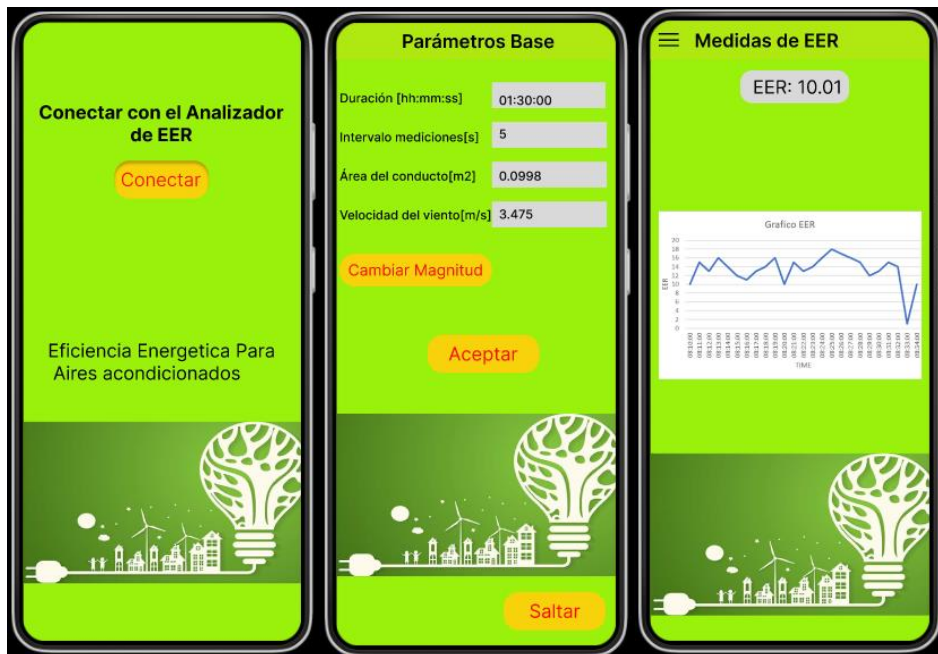 Conectar con el Analizador
de EER
Conectar
Eficiencia Energetica Para
Aires acondicionados
Parámetros Base
Duración [hh:mm:ss]
01:30:00
Intervalo mediciones[s]
5
Área del conducto[m2]
0.0998
Velocidad del viento[m/s]
3.475
Cambiar Magnitud
Aceptar
Saltar
Medidas de EER
EER: 10.01
Grafico EER
EER
20
18
16
14
12
10
8
6
4
2
0
TIME